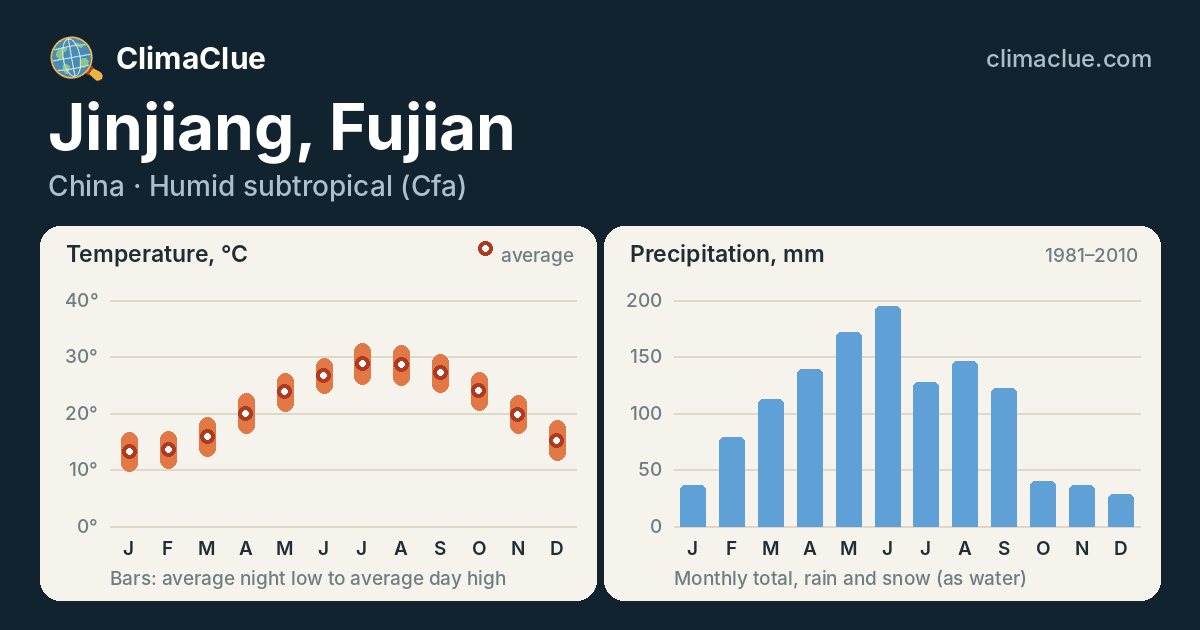 ClimaClue
climaclue.com
Jinjiang, Fujian
China · Humid subtropical (Cfa)
Temperature, °C
average
40°
30°
20°
10°
0°
J F M A M J J A S O N D
Bars: average night low to average day high
Precipitation, mm
1981–2010
200
150
100
50
0
J F M A M J J A S O N D
Monthly total, rain and snow (as water)